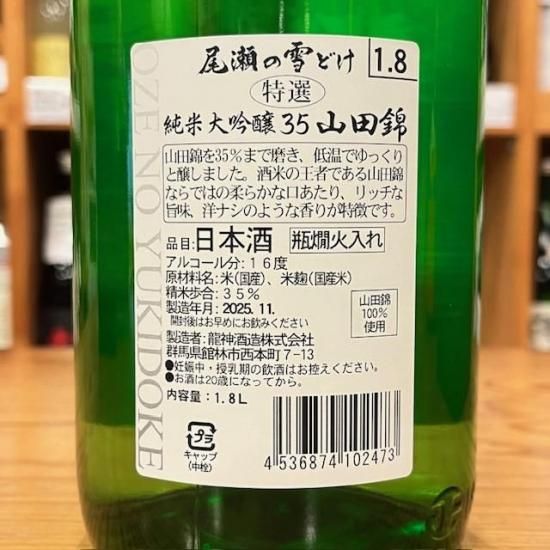 尾瀬の雪どけ 1.8
特選
純米大吟醸35山田錦
山田錦を35%まで磨き、低温でゆっくり
と醸しました。酒米の王者である山田錦
ならではの柔らかな口あたり、リッチな
旨味、洋ナシのような香りが特徴です。
品目:日本酒 瓶燗火入れ
アルコール分:16度
原材料名:米(国産)、米麹(国産米)
精米歩合:35%
製造年月:2025.11.
開封後はお早めにお飲みください
山田錦
100%
使用
製造者:龍神酒造株式会社
群馬県館林市西本町7-13
●妊娠中・授乳期の飲酒はお控えください。
●お酒は20歳になってから。
内容量:1.8L
プラ
キャップ
(中栓)
4 536874 102473
OZE NO YUKIDOKE